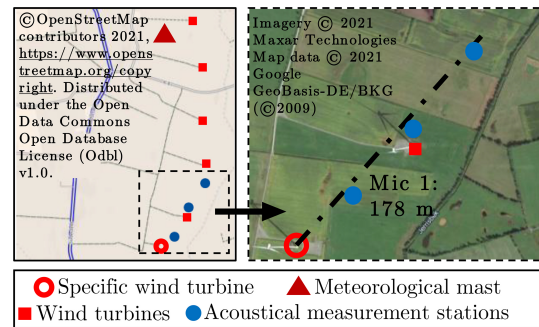 ©OpenStreetMap
contributors 2021,
https://www.opens
treetmap.org/copy
right. Distributed
under the Open
Data Commons
Open Database
License (Odbl)
v1.0.
Imagery © 2021
Maxar Technologies
Map data © 2021
Google
GeoBasis-DE/BKG
(©2009)
Mic 1:
178 m
Specific wind turbine
Meteorological mast
Wind turbines
Acoustical measurement stations